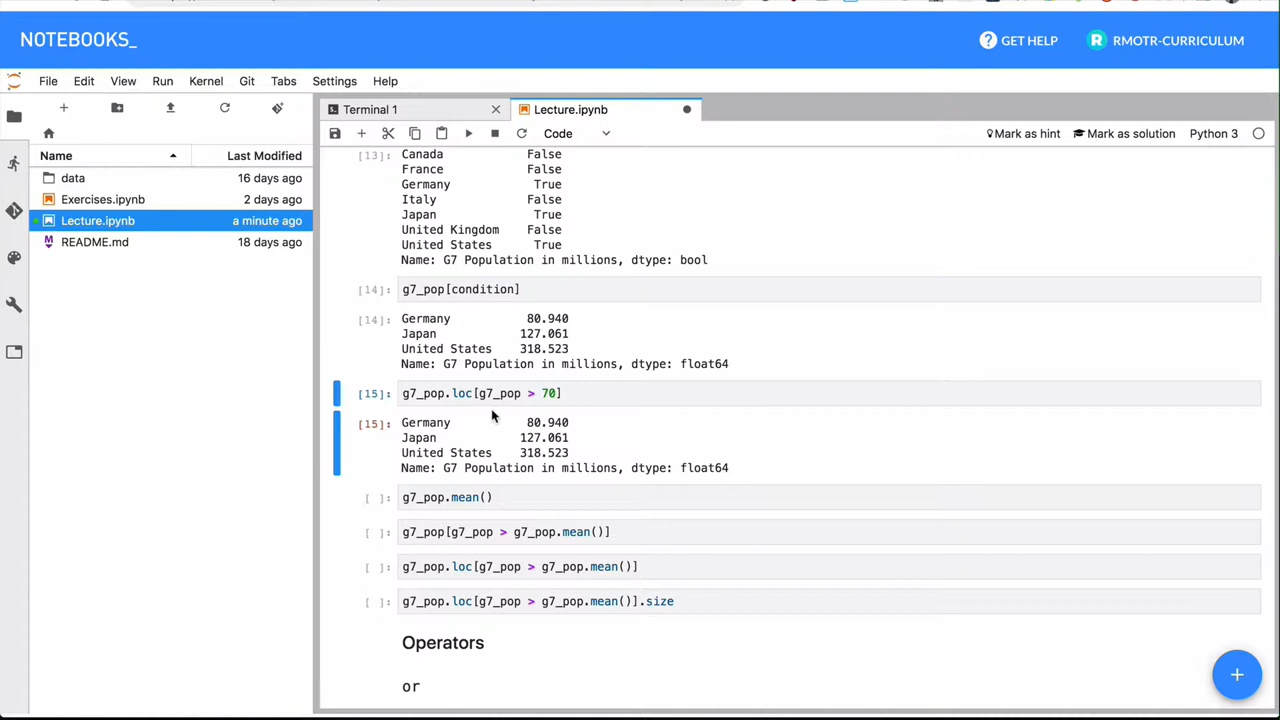 NOTEBOOKS_
GET HELP
R RMOTR-CURRICULUM
File Edit View Run Kernel Git Tabs Settings Help
Terminal 1
Lecture.ipynb
Code
Mark as hint
Mark as solution
Python 3
Name Last Modified
data 16 days ago
Exercises.ipynb 2 days ago
Lecture.ipynb a minute ago
README.md 18 days ago
[13]: Canada False
France False
Germany True
Italy False
Japan True
United Kingdom False
United States True
Name: G7 Population in millions, dtype: bool
[14]: g7_pop[condition]
[14]: Germany 80.940
Japan 127.061
United States 318.523
Name: G7 Population in millions, dtype: float64
[15]: g7_pop.loc[g7_pop > 70]
[15]: Germany 80.940
Japan 127.061
United States 318.523
Name: G7 Population in millions, dtype: float64
[ ]: g7_pop.mean()
[ ]: g7_pop[g7_pop > g7_pop.mean()]
[ ]: g7_pop.loc[g7_pop > g7_pop.mean()]
[ ]: g7_pop.loc[g7_pop > g7_pop.mean()].size
Operators
or